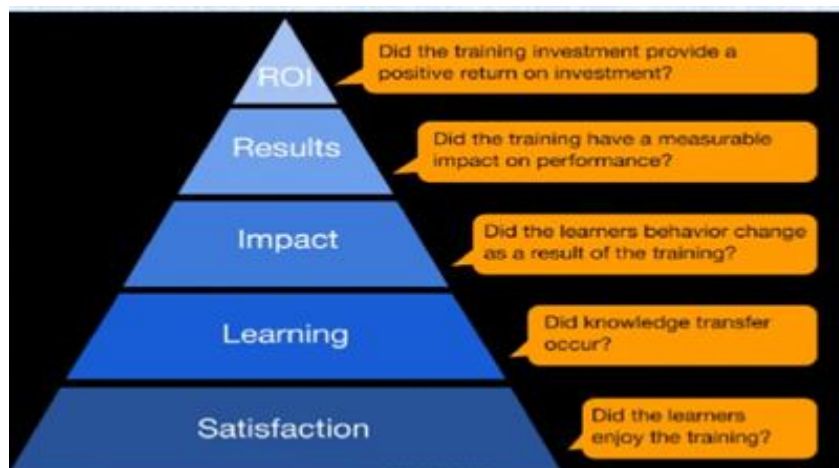 ROI
Did the training investment provide a
positive return on investment?
Results
Did the training have a measurable
impact on performance?
Impact
Did the learners behavior change
as a result of the training?
Learning
Did knowledge transfer
occur?
Satisfaction
Did the learners
enjoy the training?